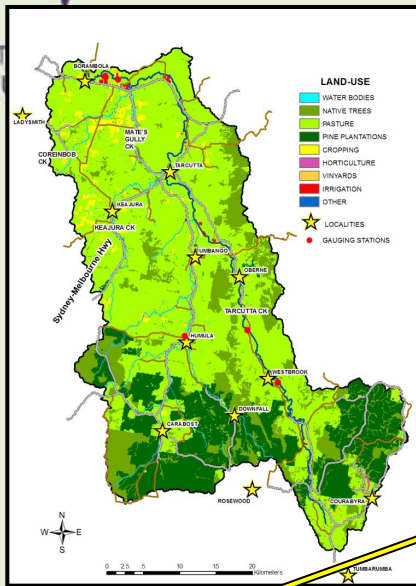 BORAMBOLA
LADYSMITH
MATE'S
GULLY
CK
COREINBOB
CK
TARCUTTA
KEAJURA
KEAJURA CK
UMBANGO
OBERNE
Sydney-Melbourne Hwy
TARCUTTA CK
HUMULA
WESTBROOK
DOWNFALL
CARABOST
ROSEWOOD
COURABYRA
TUMBARUMBA
LAND-USE
WATER BODIES
NATIVE TREES
PASTURE
PINE PLANTATIONS
CROPPING
HORTICULTURE
VINYARDS
IRRIGATION
OTHER
LOCALITIES
GAUGING STATIONS
N
W E
S
0 2.5 5 10 15 20
Kilometers